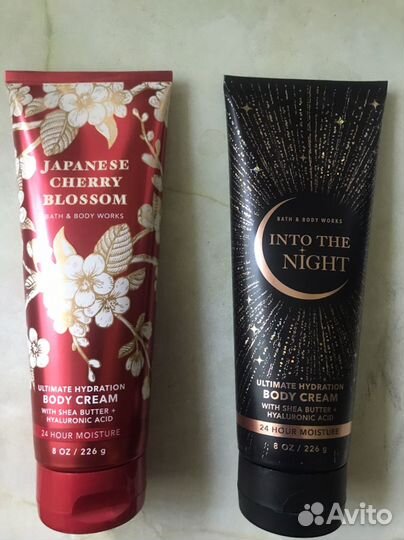 JAPANESE
CHERRY
BLOSSOM
BATH & BODY WORKS
ULTIMATE HYDRATION
BODY CREAM
WITH SHEA BUTTER +
HYALURONIC ACID
24 HOUR MOISTURE
8 OZ / 226 g
BATH & BODY WORKS
INTO THE
NIGHT
ULTIMATE HYDRATION
BODY CREAM
WITH SHEA BUTTER +
HYALURONIC ACID
24 HOUR MOISTURE
8 OZ / 226 g
Avito